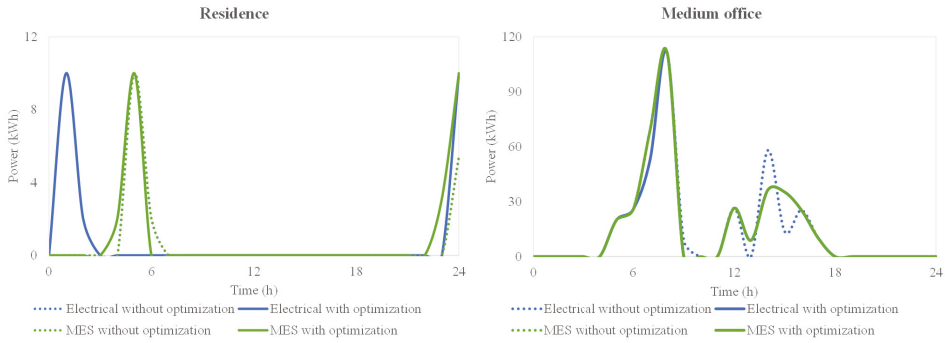 Residence
12
8
4
0
Power (kWh)
0
6
12
18
24
Time (h)
Electrical without optimization
Electrical with optimization
MES without optimization
MES with optimization
Medium office
120
90
60
30
0
Power (kWh)
0
6
12
18
24
Time (h)
Electrical without optimization
Electrical with optimization
MES without optimization
MES with optimization